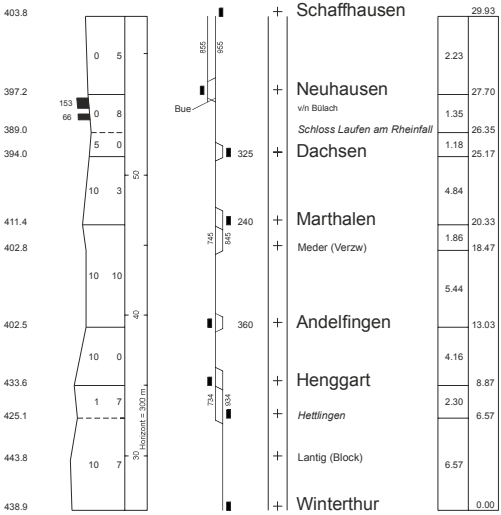 403.8 Schaffhausen 29.93
0 5 855 955 2.23
397.2 Neuhausen 27.70
v/n Bülach
153 0 8 Bue 1.35
66
389.0 Schloss Laufen am Rheinfall 26.35
5 0 1.18
394.0 325 Dachsen 25.17
50
10 3 4.84
411.4 240 Marthalen 20.33
745 845 1.86
402.8 Meder (Verzw) 18.47
10 10 5.44
40
402.5 360 Andelfingen 13.03
10 0 4.16
433.6 Henggart 8.87
1 7 734 934 2.30
425.1 Hettlingen 6.57
Horizont = 300 m
443.8 30 Lantig (Block)
10 7 6.57
438.9 Winterthur 0.00